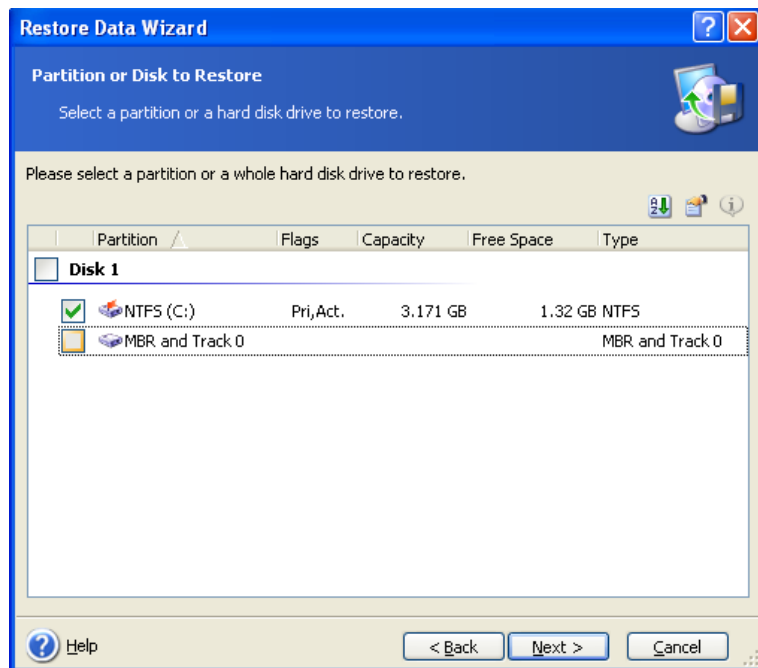 Restore Data Wizard
Partition or Disk to Restore
Select a partition or a hard disk drive to restore.
Please select a partition or a whole hard disk drive to restore.
Partition Flags Capacity Free Space Type
Disk 1
NTFS (C:) Pri,Act. 3.171 GB 1.32 GB NTFS
MBR and Track 0 MBR and Track 0
Help < Back Next > Cancel